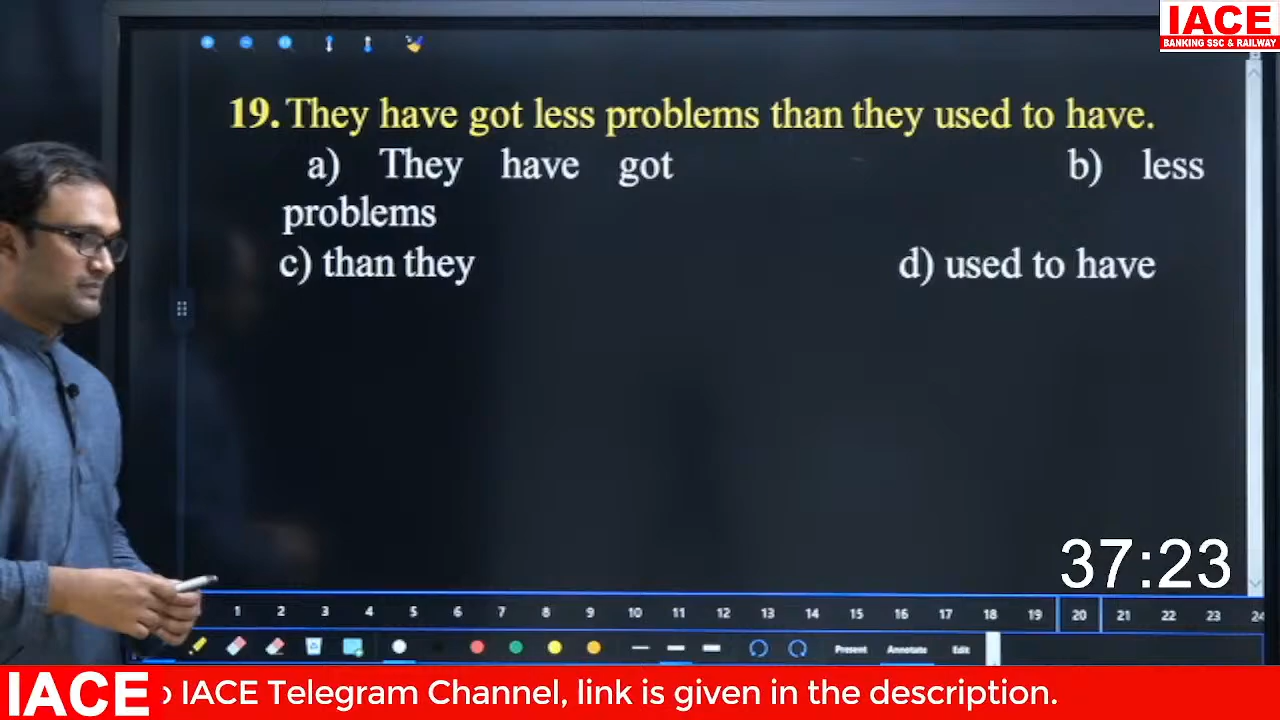 IACE
BANKING SSC & RAILWAY
19. They have got less problems than they used to have.
a) They have got b) less
problems
c) than they d) used to have
37:23
1 2 3 4 5 6 7 8 9 10 11 12 13 14 15 16 17 18 19 20 21 22 23 24
Present Annotate Edit
IACE IACE Telegram Channel, link is given in the description.